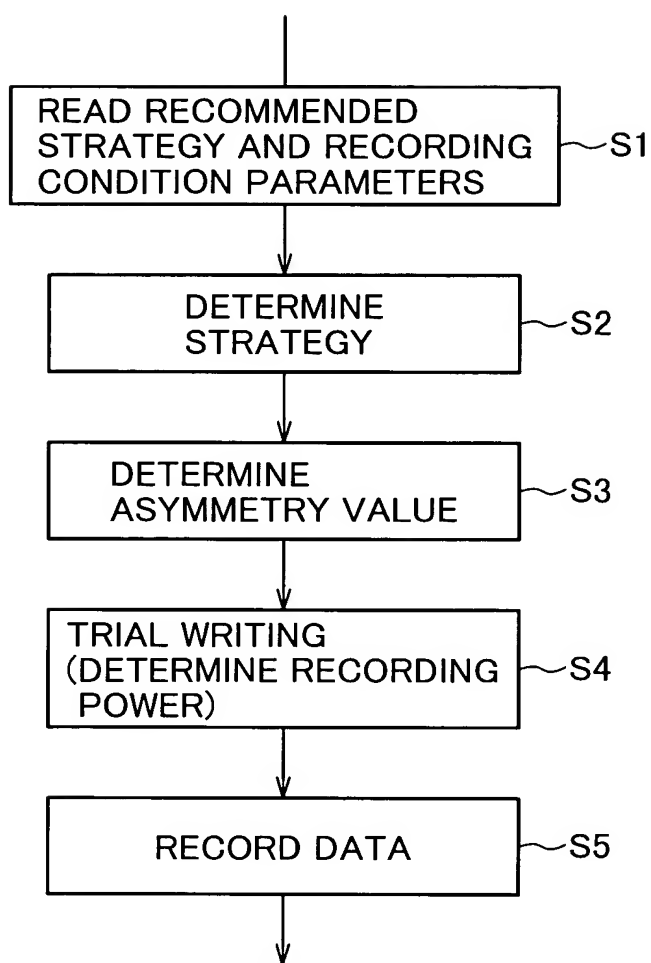 READ RECOMMENDED
STRATEGY AND RECORDING
CONDITION PARAMETERS
S1
DETERMINE
STRATEGY
S2
DETERMINE
ASYMMETRY VALUE
S3
TRIAL WRITING
(DETERMINE RECORDING
POWER)
S4
RECORD DATA
S5